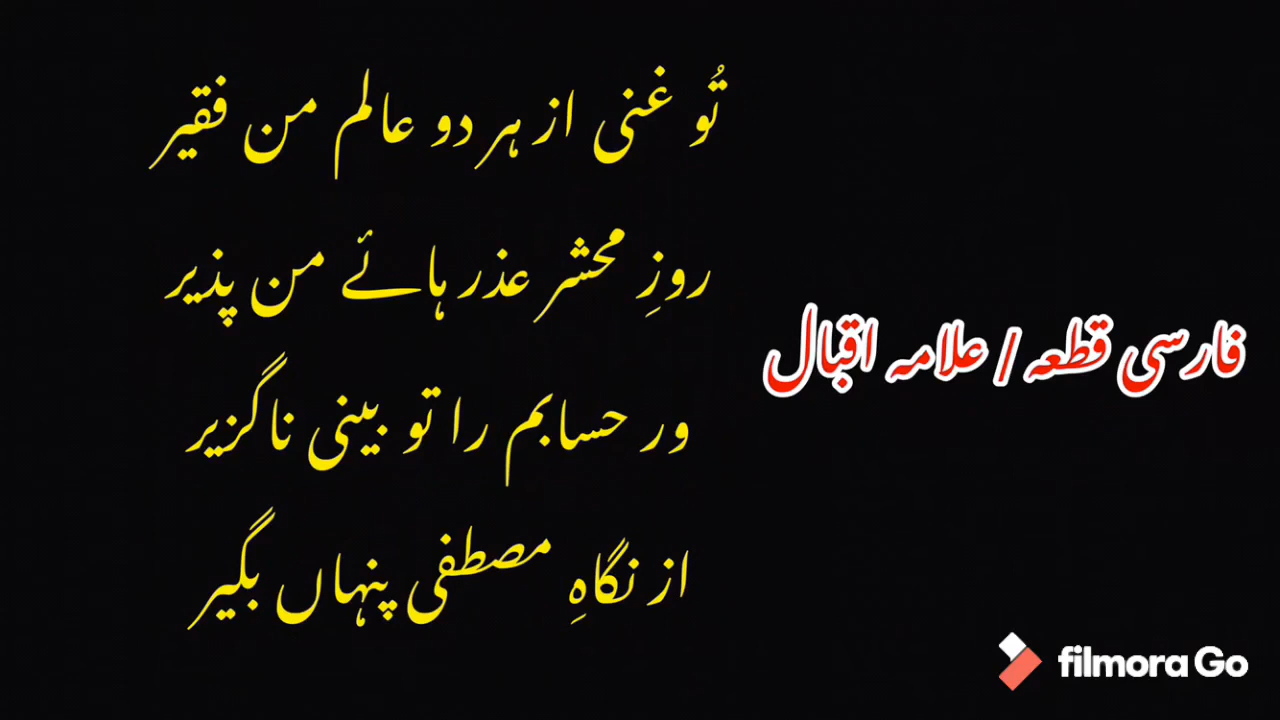 تُو غنی از ہر دو عالم من فقیر
روزِ محشر عذر ہائے من پذیر
ور حسابم را تو بینی ناگزیر
از نگاہِ مصطفی پنہاں بگیر
فارسی قطعہ / علامہ اقبال
filmora Go